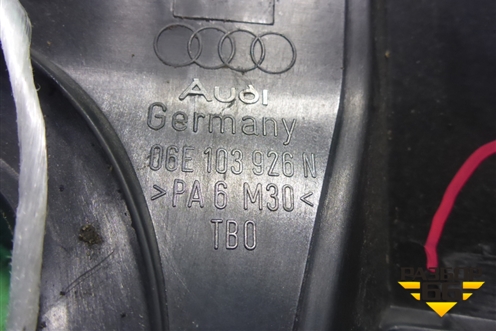 Audi
Germany
06E 103 926 N
>PA 6 M30<
TBO